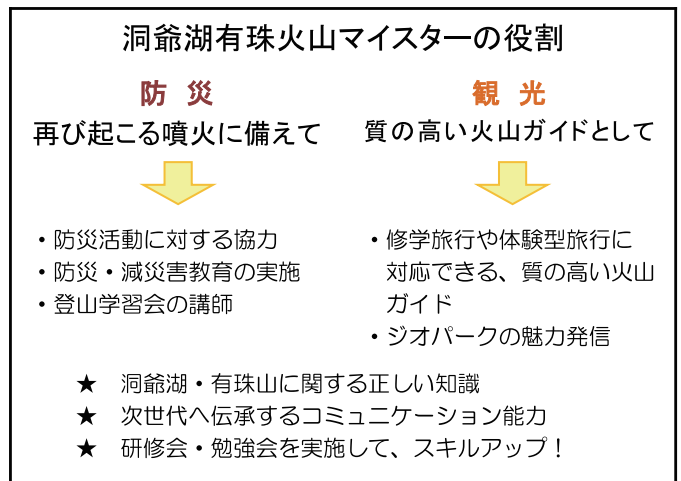 洞爺湖有珠火山マイスターの役割
防 災
再び起こる噴火に備えて
・防災活動に対する協力
・防災・減災害教育の実施
・登山学習会の講師
観 光
質の高い火山ガイドとして
・修学旅行や体験型旅行に
対応できる、質の高い火山
ガイド
・ジオパークの魅力発信
★ 洞爺湖・有珠山に関する正しい知識
★ 次世代へ伝承するコミュニケーション能力
★ 研修会・勉強会を実施して、スキルアップ！